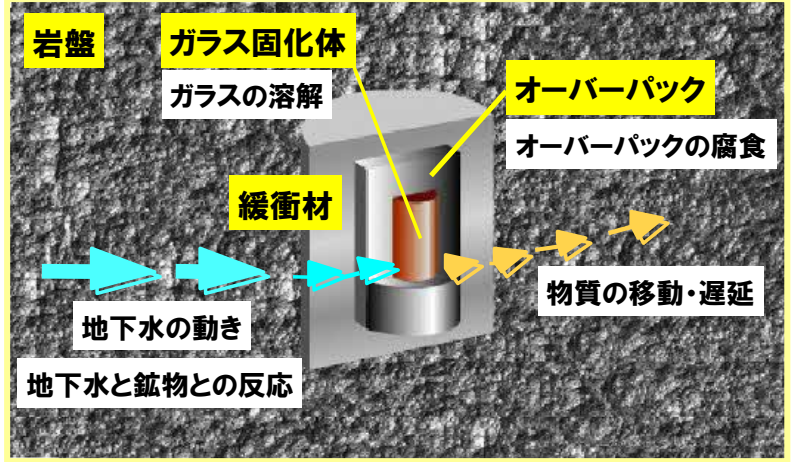 岩盤
ガラス固化体
ガラスの溶解
オーバーパック
オーバーパックの腐食
緩衝材
物質の移動・遅延
地下水の動き
地下水と鉱物との反応